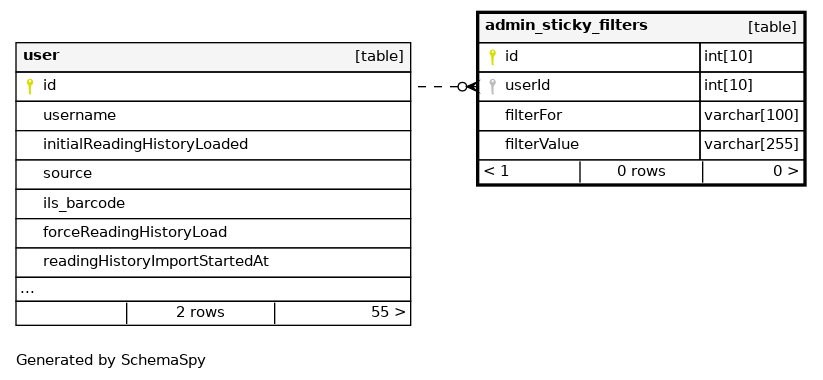 user [table]
id
username
initialReadingHistoryLoaded
source
ils_barcode
forceReadingHistoryLoad
readingHistoryImportStartedAt
...
2 rows 55 >
admin_sticky_filters [table]
id int[10]
userId int[10]
filterFor varchar[100]
filterValue varchar[255]
< 1 0 rows 0 >
Generated by SchemaSpy